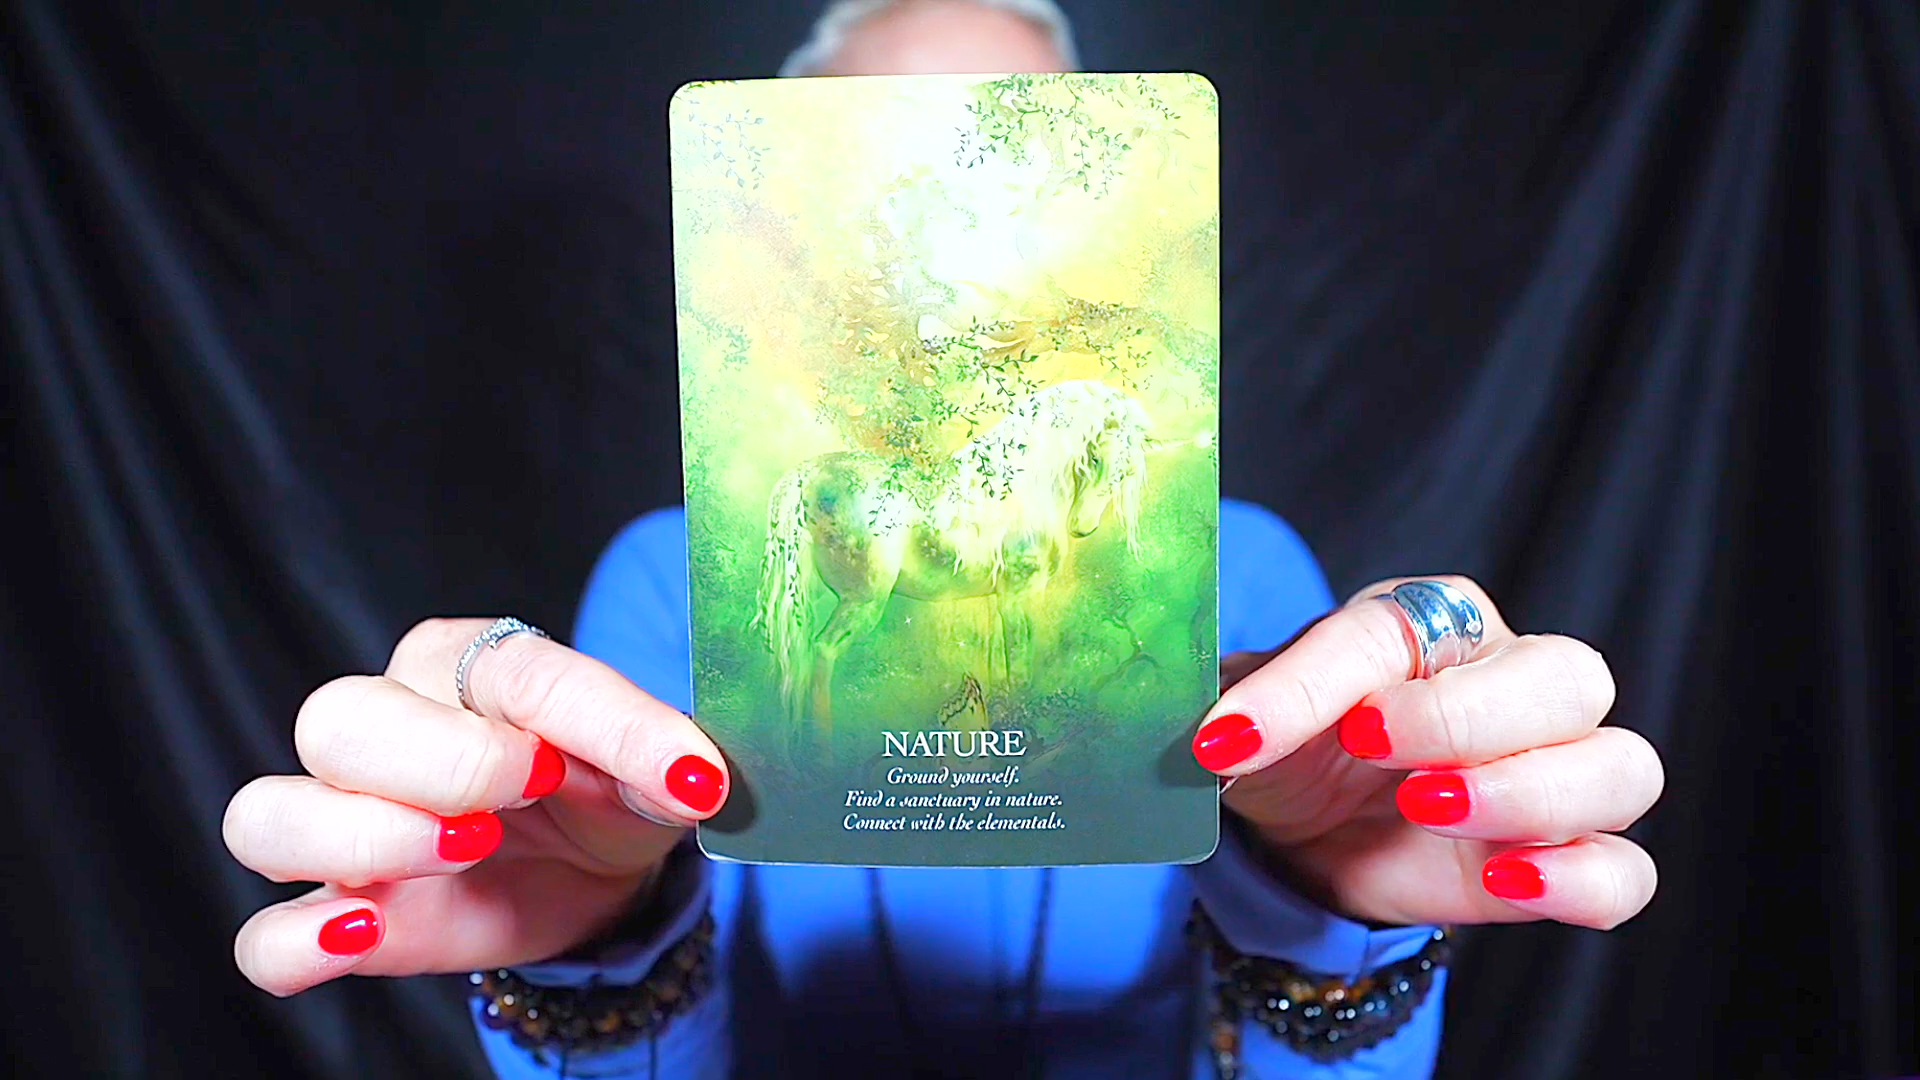 NATURE
Ground yourself.
Find a sanctuary in nature.
Connect with the elementals.